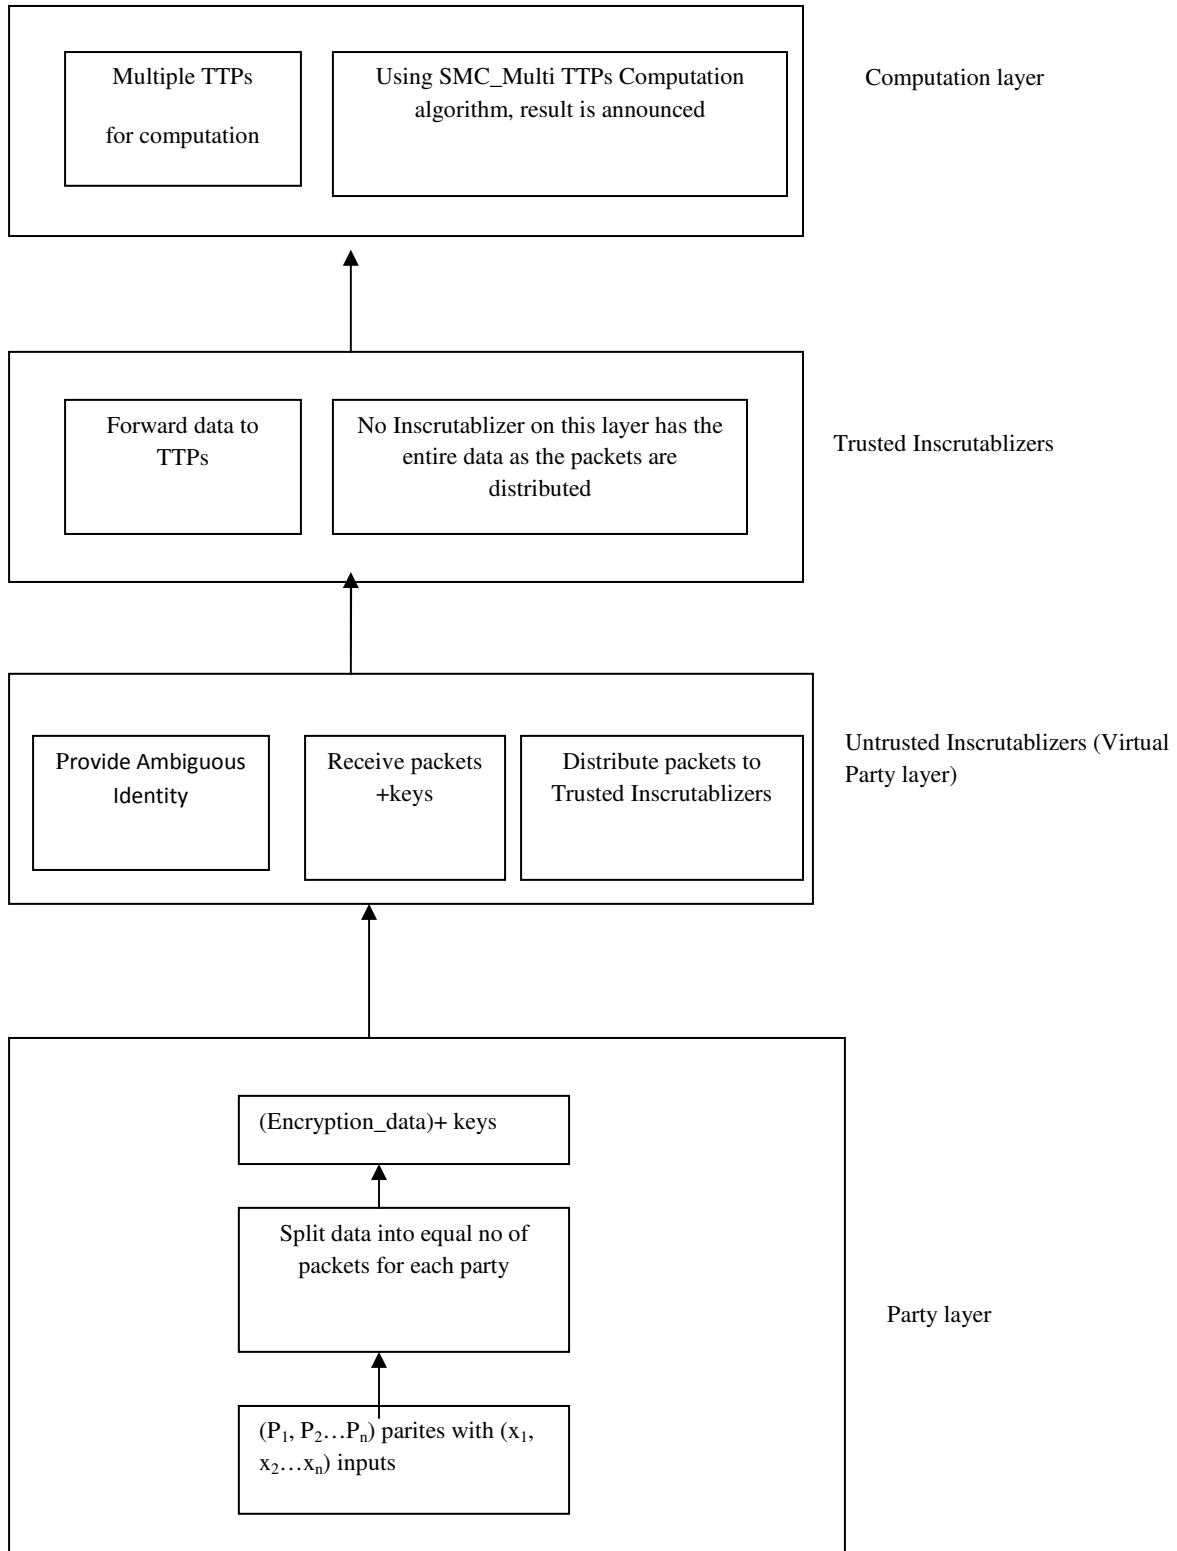 Multiple TTPs
for computation
Using SMC_Multi TTPs Computation
algorithm, result is announced
Computation layer
Forward data to
TTPs
No Inscrutablizer on this layer has the
entire data as the packets are
distributed
Trusted Inscrutablizers
Provide Ambiguous
Identity
Receive packets
+keys
Distribute packets to
Trusted Inscrutablizers
Untrusted Inscrutablizers (Virtual
Party layer)
(Encryption_data)+ keys
Split data into equal no of
packets for each party
Party layer
(P₁, P₂…Pₙ) parites with (x₁,
x₂…xₙ) inputs